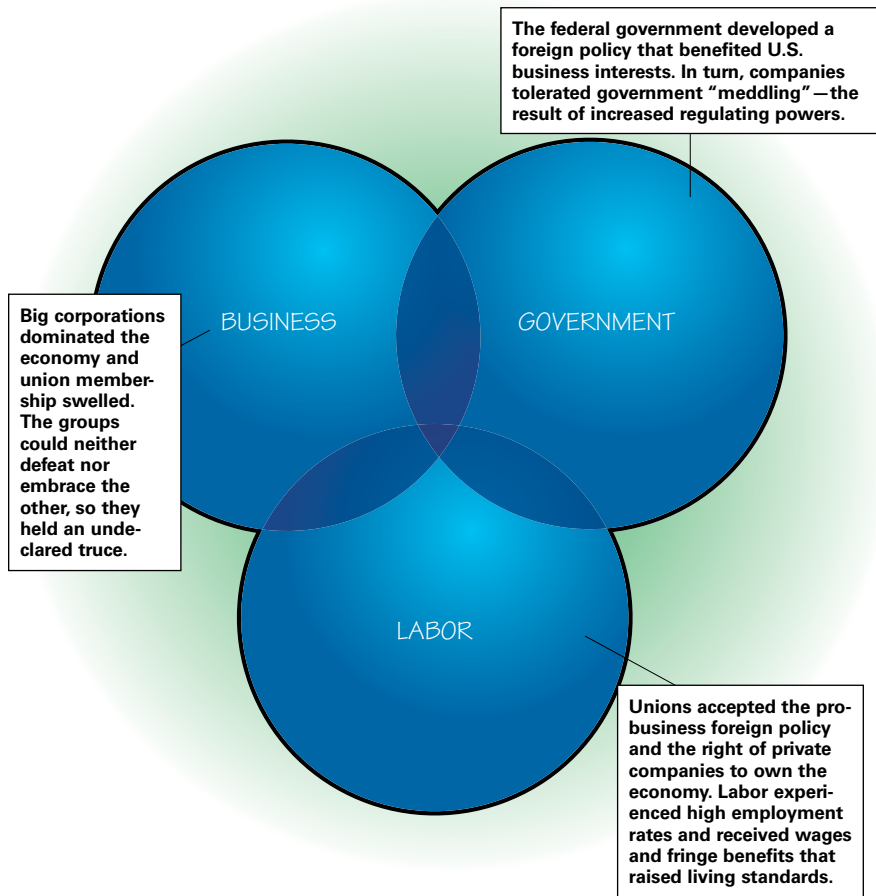 The federal government developed a
foreign policy that benefited U.S.
business interests. In turn, companies
tolerated government “meddling”—the
result of increased regulating powers.
BUSINESS
GOVERNMENT
Big corporations
dominated the
economy and
union member-
ship swelled.
The groups
could neither
defeat nor
embrace the
other, so they
held an unde-
clared truce.
LABOR
Unions accepted the pro-
business foreign policy
and the right of private
companies to own the
economy. Labor experi-
enced high employment
rates and received wages
and fringe benefits that
raised living standards.